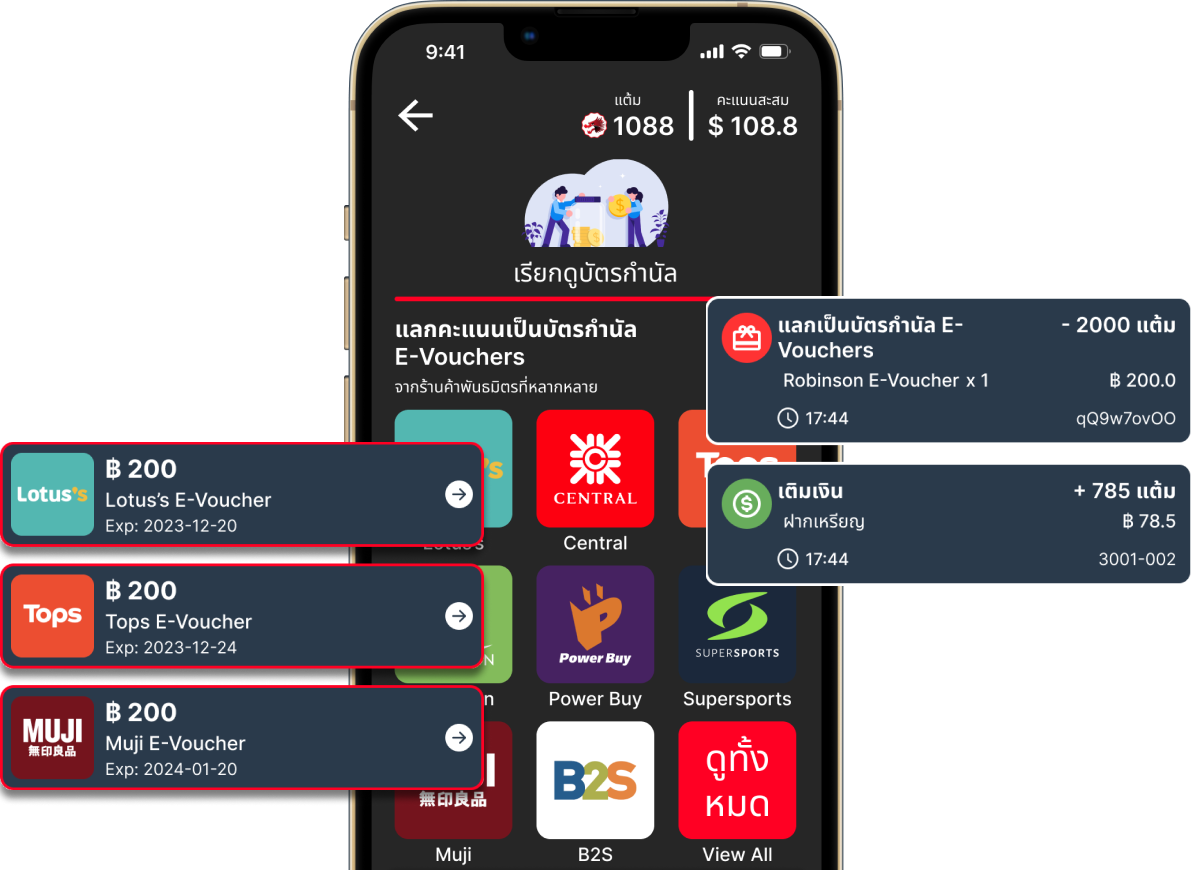 9:41
แต้ม
1088
คะแนนสะสม
$ 108.8
เรียกดูบัตรกำนัล
แลกคะแนนเป็นบัตรกำนัล
E-Vouchers
จากร้านค้าพันธมิตรที่หลากหลาย
แลกเป็นบัตรกำนัล E-
Vouchers
- 2000 แต้ม
Robinson E-Voucher x 1
฿ 200.0
17:44
qQ9w7ovOO
เติมเงิน
+ 785 แต้ม
ฝากเหรียญ
฿ 78.5
17:44
3001-002
Lotus's
฿ 200
Lotus's E-Voucher
Exp: 2023-12-20
Tops
฿ 200
Tops E-Voucher
Exp: 2023-12-24
MUJI
無印良品
฿ 200
Muji E-Voucher
Exp: 2024-01-20
's
CENTRAL
Tops
Lotus's
Central
N
Power Buy
SUPERSPORTS
n
Power Buy
Supersports
I
無印良品
B2S
ดูทั้ง
หมด
Muji
B2S
View All